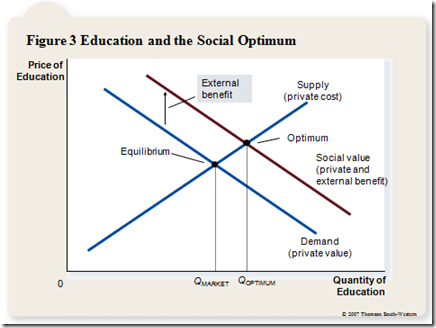 Figure 3 Education and the Social Optimum
Price of
Education
External
benefit
Supply
(private cost)
Optimum
Equilibrium
Social value
(private and
external benefit)
Demand
(private value)
0
QMARKET
QOPTIMUM
Quantity of
Education
© 2007 Thomson South-Western